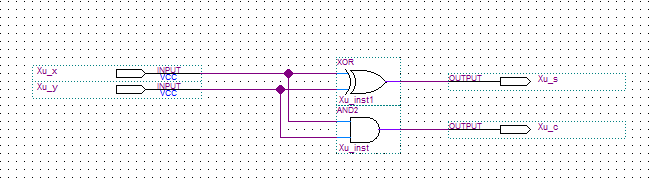 XOR
Xu_x INPUT VCC
Xu_y INPUT VCC
OUTPUT Xu_s
Xu_inst1
AND2
OUTPUT Xu_c
Xu_inst